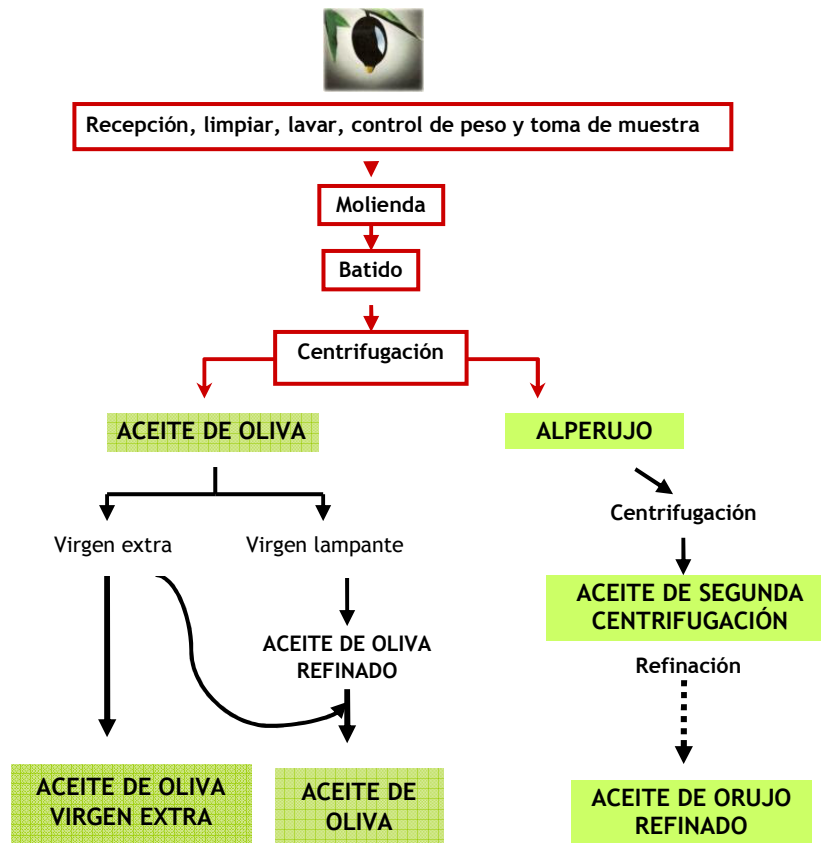 Recepción, limpiar, lavar, control de peso y toma de muestra
Molienda
Batido
Centrifugación
ACEITE DE OLIVA
ALPERUJO
Virgen extra
Virgen lampante
Centrifugación
ACEITE DE SEGUNDA
CENTRIFUGACIÓN
ACEITE DE OLIVA
REFINADO
Refinación
ACEITE DE OLIVA
VIRGEN EXTRA
ACEITE DE
OLIVA
ACEITE DE ORUJO
REFINADO